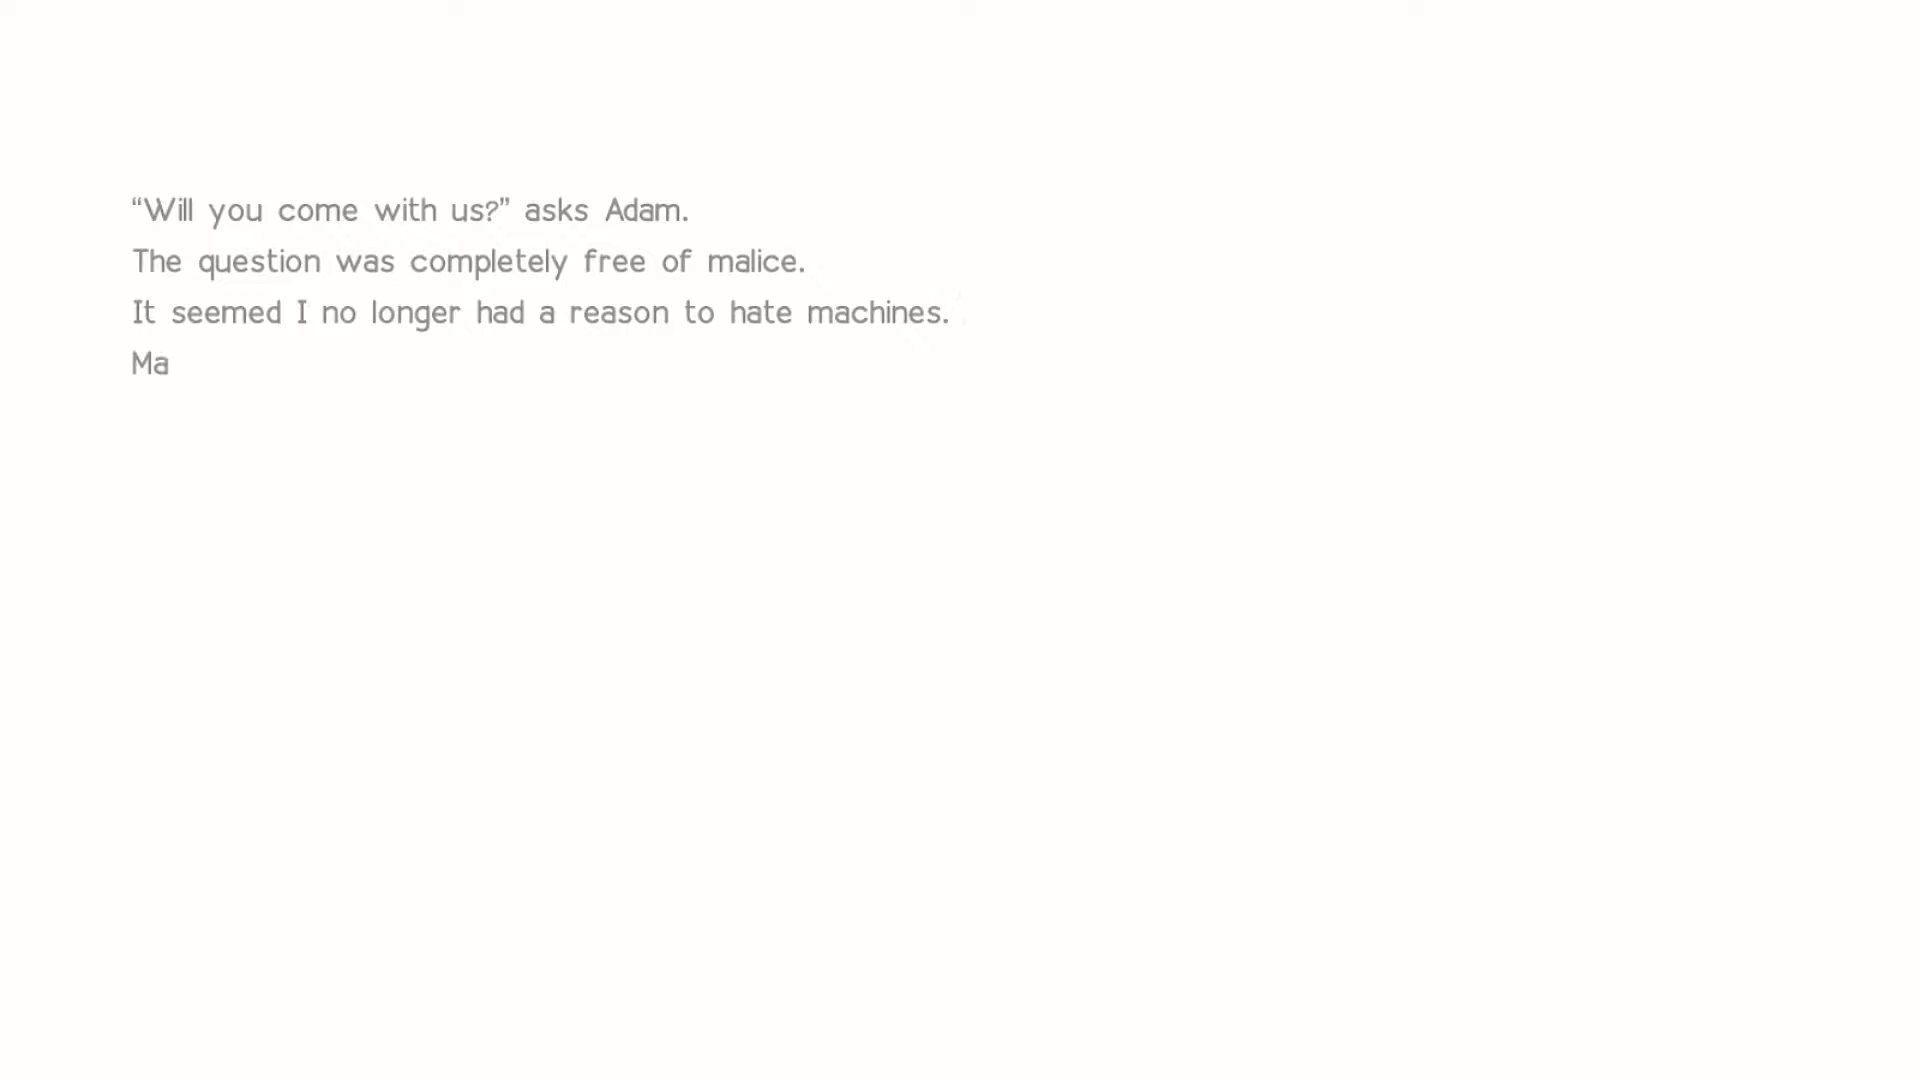 “Will you come with us?” asks Adam.
The question was completely free of malice.
It seemed I no longer had a reason to hate machines.
Ma